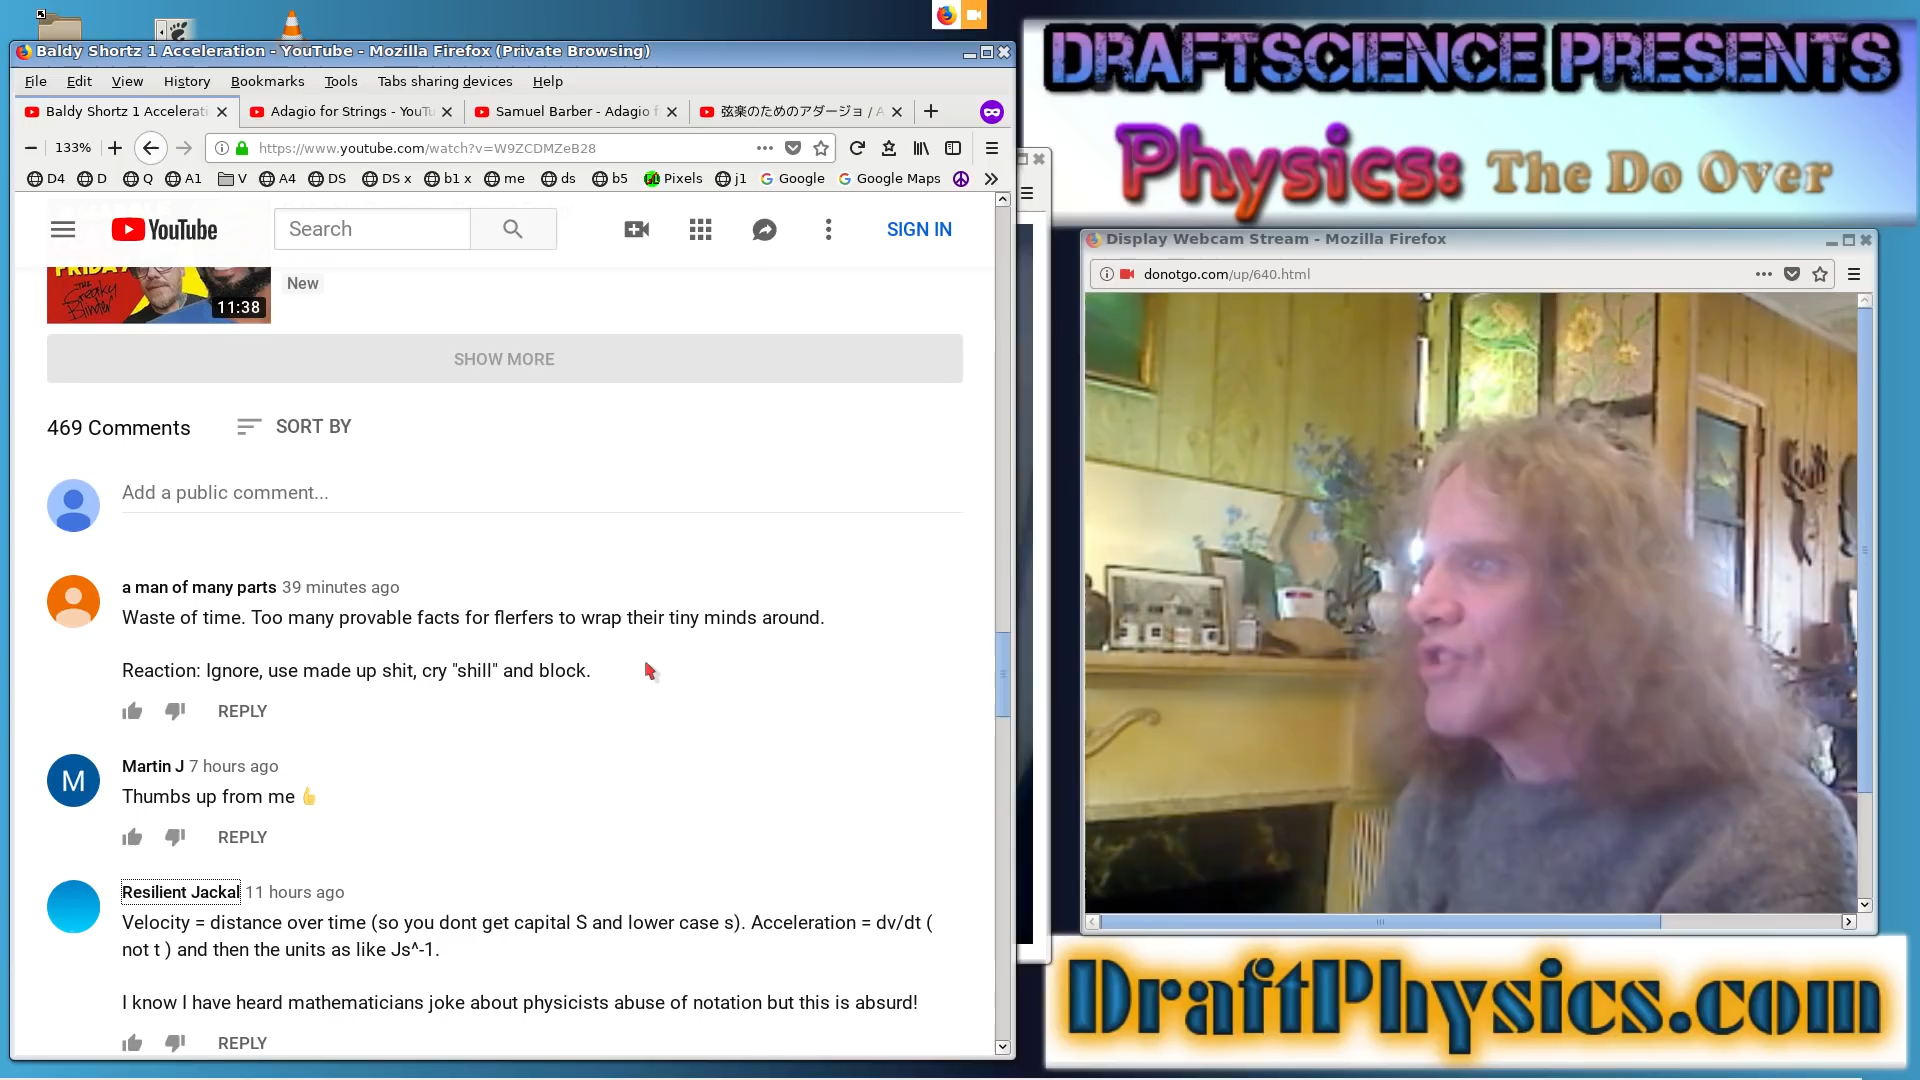 Baldy Shortz 1 Acceleration - YouTube - Mozilla Firefox (Private Browsing)
File Edit View History Bookmarks Tools Tabs sharing devices Help
Baldy Shortz 1 Accelerati
Adagio for Strings - YouTu
Samuel Barber - Adagio f
弦楽のためのアダージョ / A
133%
https://www.youtube.com/watch?v=W9ZCDMZeB28
D4 D Q A1 V A4 DS DS x b1 x me ds b5 Pixels j1 Google Google Maps
YouTube
Search
SIGN IN
FRIDAY
THE
Sneaky
Blinder
11:38
New
SHOW MORE
469 Comments
SORT BY
Add a public comment...
a man of many parts 39 minutes ago
Waste of time. Too many provable facts for flerfers to wrap their tiny minds around.
Reaction: Ignore, use made up shit, cry "shill" and block.
REPLY
M
Martin J 7 hours ago
Thumbs up from me 👍
REPLY
Resilient Jackal 11 hours ago
Velocity = distance over time (so you dont get capital S and lower case s). Acceleration = dv/dt (
not t ) and then the units as like Js^-1.
I know I have heard mathematicians joke about physicists abuse of notation but this is absurd!
REPLY
DRAFTSCIENCE PRESENTS
Physics: The Do Over
Display Webcam Stream - Mozilla Firefox
donotgo.com/up/640.html
DraftPhysics.com